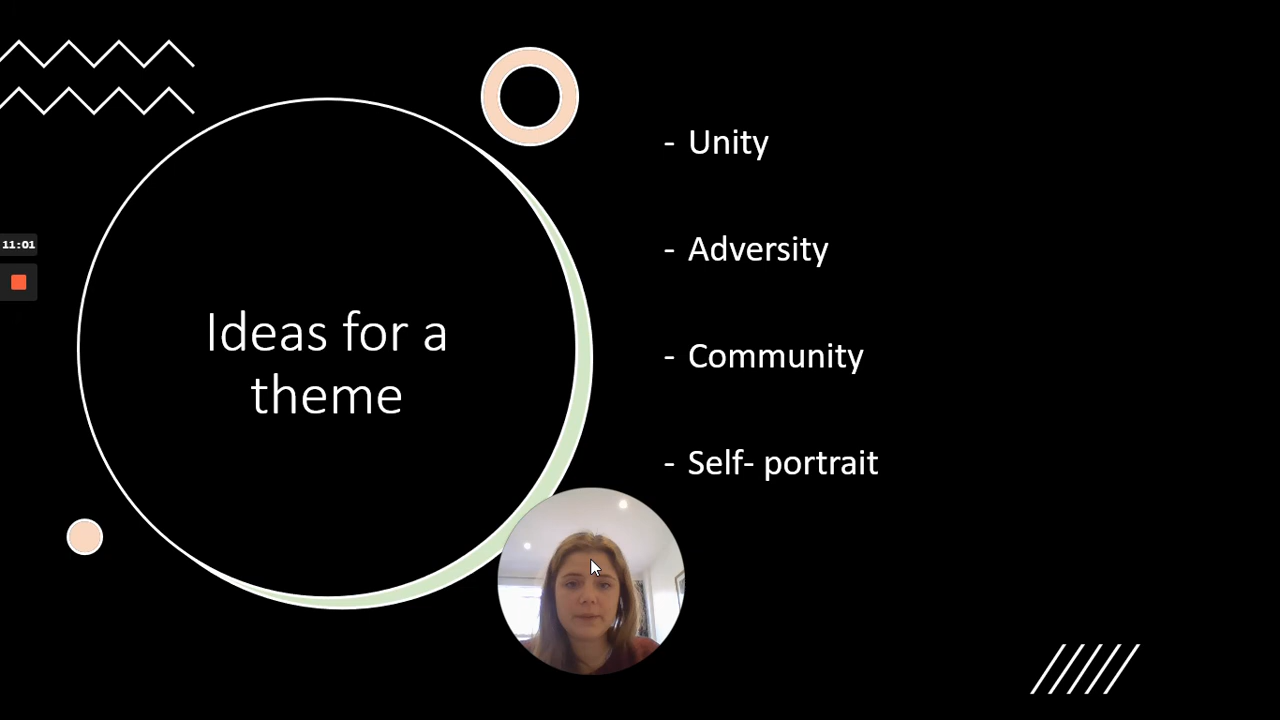 Ideas for a
theme
- Unity
- Adversity
- Community
- Self- portrait
11:01